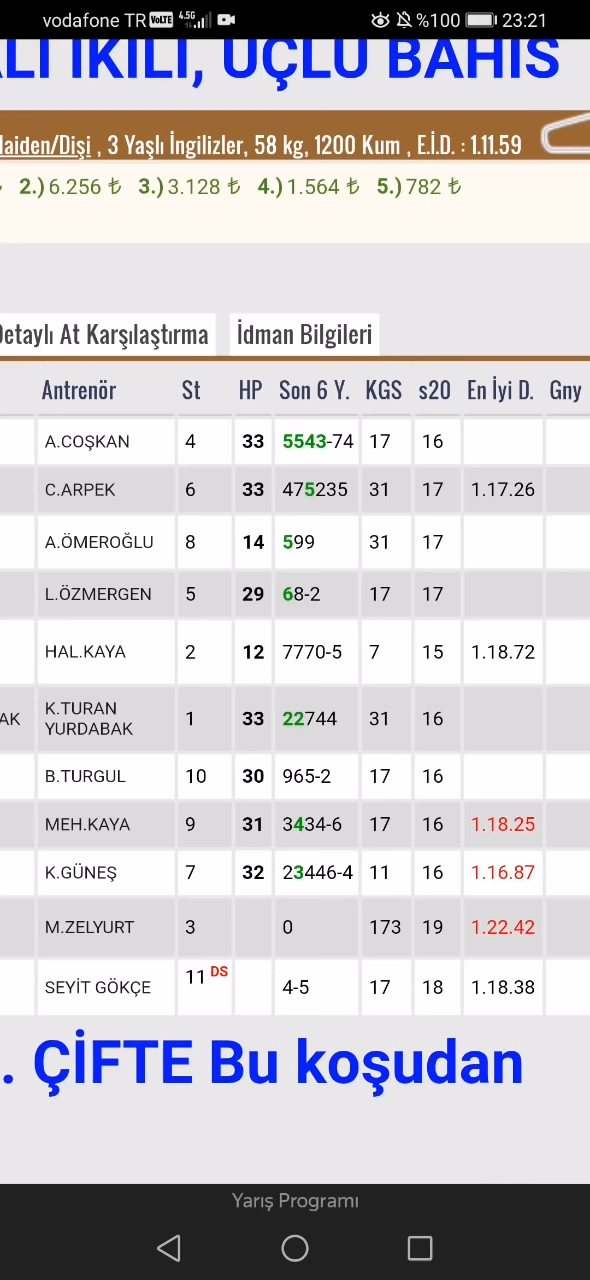 vodafone TR VoLTE 4.5G %100 23:21
LI İKİLİ, ÜÇLÜ BAHİS
Maiden/Dişi , 3 Yaşlı İngilizler, 58 kg, 1200 Kum , E.İ.D. : 1.11.59
2.) 6.256 ₺ 3.) 3.128 ₺ 4.) 1.564 ₺ 5.) 782 ₺
Detaylı At Karşılaştırma İdman Bilgileri
Antrenör St HP Son 6 Y. KGS s20 En İyi D. Gny
A.COŞKAN 4 33 5543-74 17 16
C.ARPEK 6 33 475235 31 17 1.17.26
A.ÖMEROĞLU 8 14 599 31 17
L.ÖZMERGEN 5 29 68-2 17 17
HAL.KAYA 2 12 7770-5 7 15 1.18.72
AK K.TURAN YURDABAK 1 33 22744 31 16
B.TURGUL 10 30 965-2 17 16
MEH.KAYA 9 31 3434-6 17 16 1.18.25
K.GÜNEŞ 7 32 23446-4 11 16 1.16.87
M.ZELYURT 3 0 173 19 1.22.42
SEYİT GÖKÇE 11 DS 4-5 17 18 1.18.38
. ÇİFTE Bu koşudan
Yarış Programı